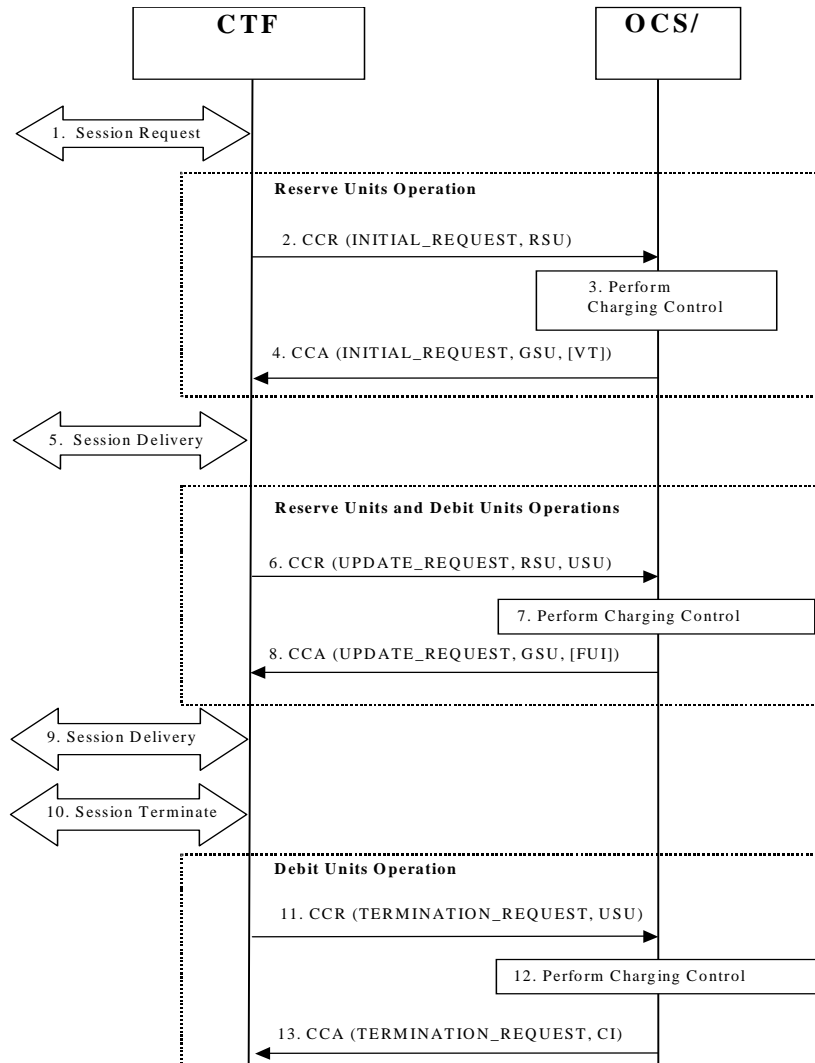 CTF
OCS/
1. Session Request
Reserve Units Operation
2. CCR (INITIAL_REQUEST, RSU)
3. Perform
Charging Control
4. CCA (INITIAL_REQUEST, GSU, [VT])
5. Session Delivery
Reserve Units and Debit Units Operations
6. CCR (UPDATE_REQUEST, RSU, USU)
7. Perform Charging Control
8. CCA (UPDATE_REQUEST, GSU, [FUI])
9. Session Delivery
10. Session Terminate
Debit Units Operation
11. CCR (TERMINATION_REQUEST, USU)
12. Perform Charging Control
13. CCA (TERMINATION_REQUEST, CI)